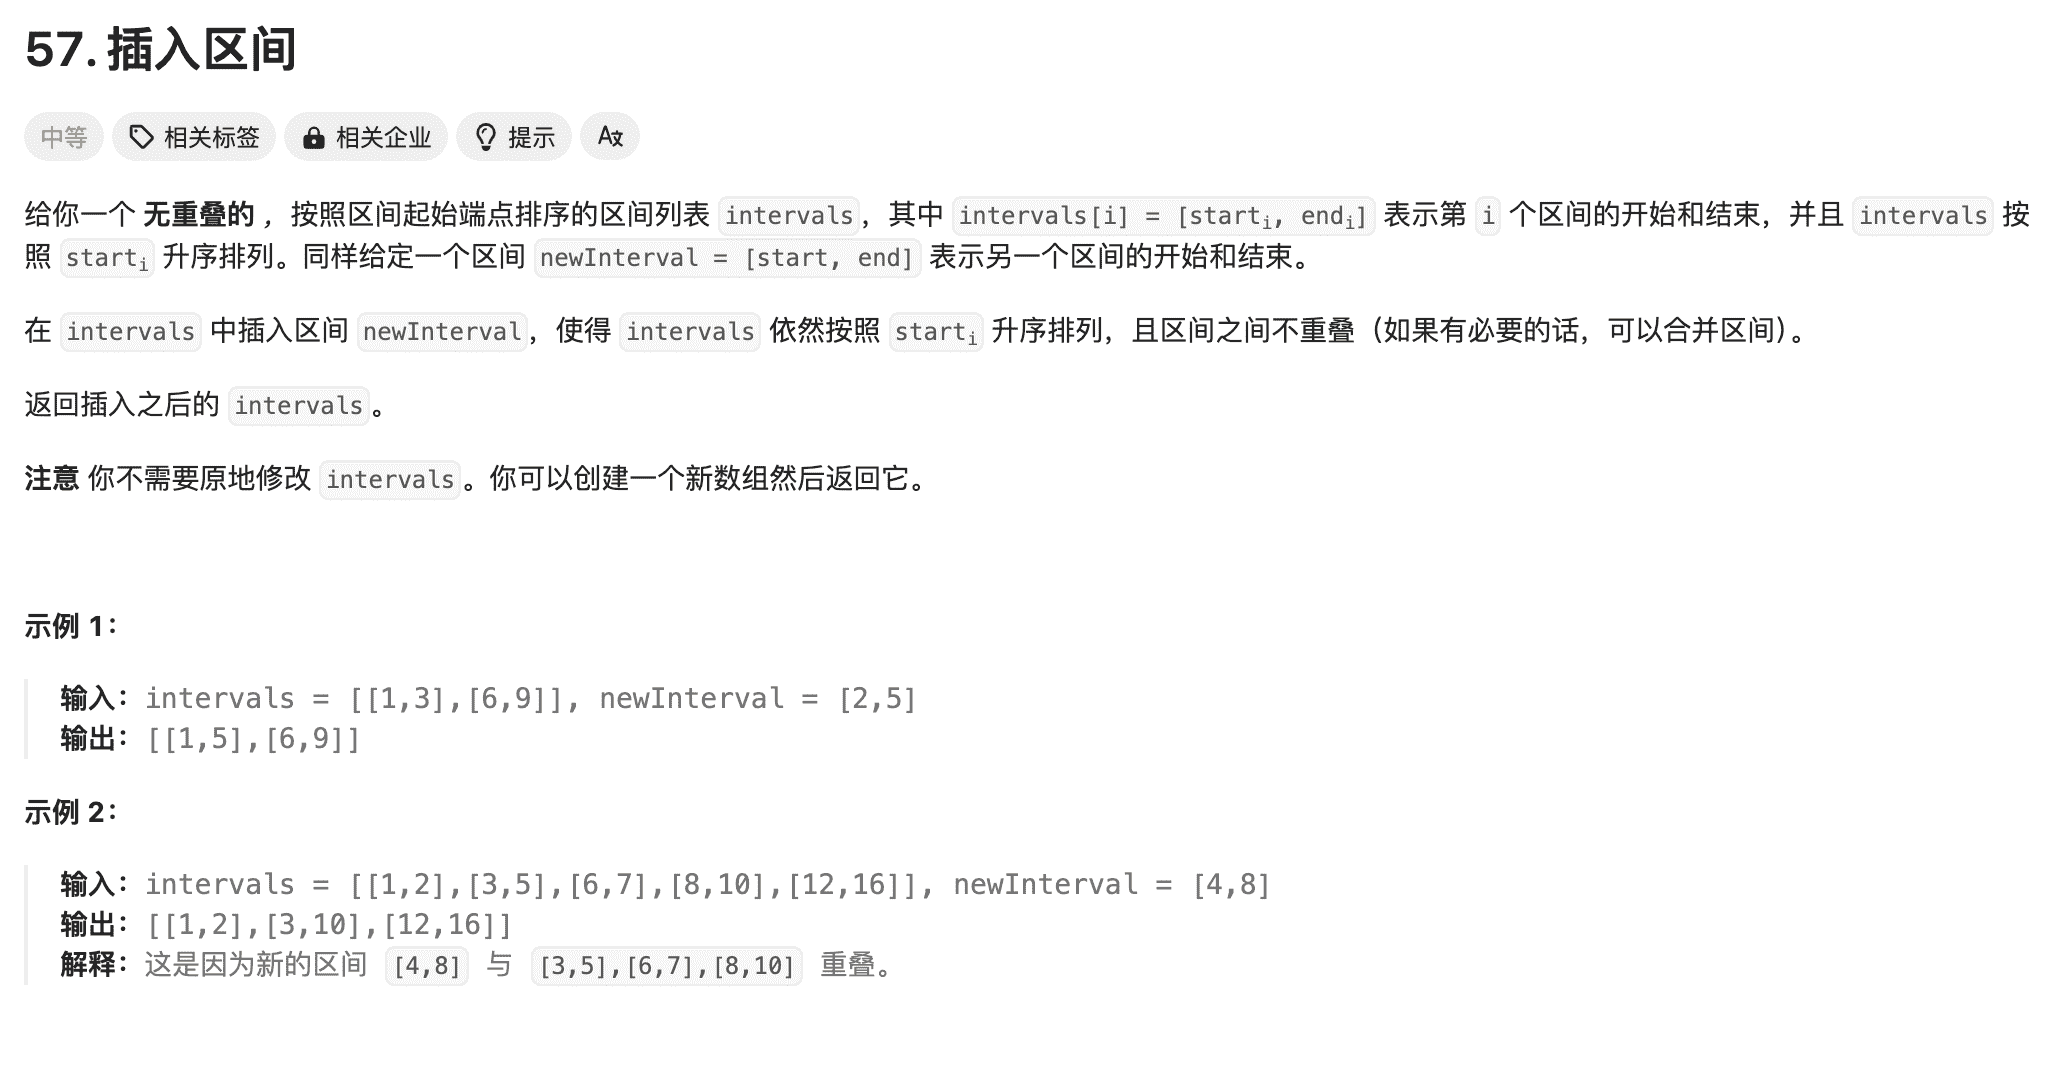 57. 插入区间
中等 相关标签 相关企业 提示
给你一个 无重叠的 ，按照区间起始端点排序的区间列表 intervals，其中 intervals[i] = [starti, endi] 表示第 i 个区间的开始和结束，并且 intervals 按
照 starti 升序排列。同样给定一个区间 newInterval = [start, end] 表示另一个区间的开始和结束。
在 intervals 中插入区间 newInterval，使得 intervals 依然按照 starti 升序排列，且区间之间不重叠（如果有必要的话，可以合并区间）。
返回插入之后的 intervals。
注意 你不需要原地修改 intervals。你可以创建一个新数组然后返回它。
示例 1：
输入：intervals = [[1,3],[6,9]], newInterval = [2,5]
输出：[[1,5],[6,9]]
示例 2：
输入：intervals = [[1,2],[3,5],[6,7],[8,10],[12,16]], newInterval = [4,8]
输出：[[1,2],[3,10],[12,16]]
解释：这是因为新的区间 [4,8] 与 [3,5],[6,7],[8,10] 重叠。